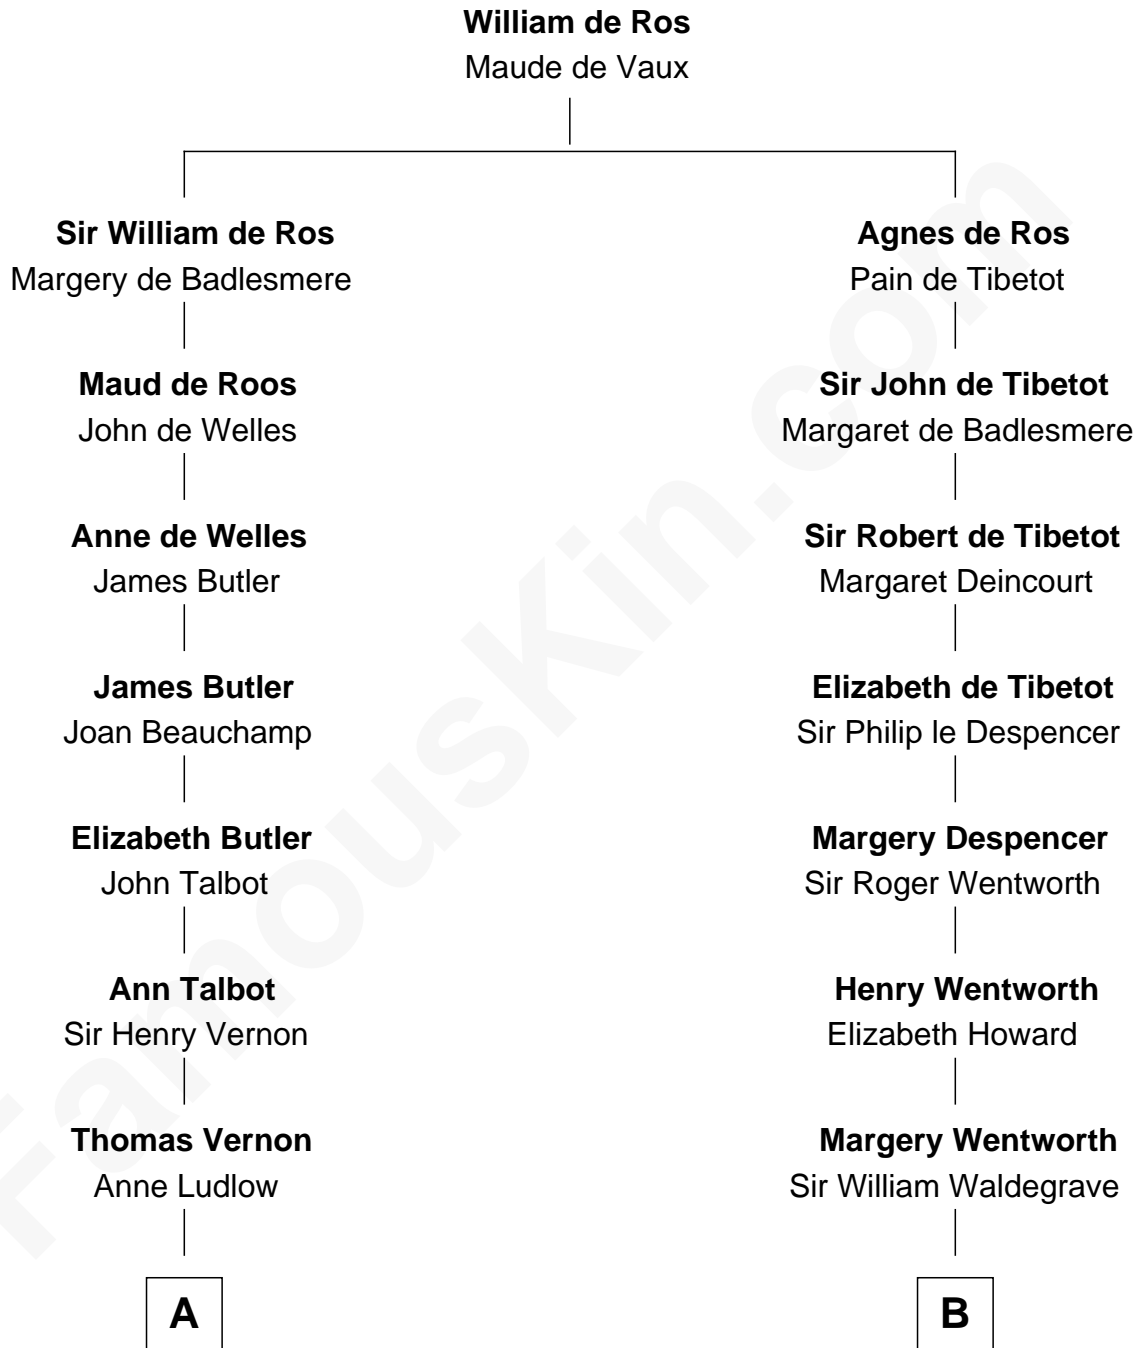 William de Ros
Maude de Vaux
Sir William de Ros
Margery de Badlesmere
Agnes de Ros
Pain de Tibetot
Maud de Roos
John de Welles
Sir John de Tibetot
Margaret de Badlesmere
Anne de Welles
James Butler
Sir Robert de Tibetot
Margaret Deincourt
James Butler
Joan Beauchamp
Elizabeth de Tibetot
Sir Philip le Despencer
Elizabeth Butler
John Talbot
Margery Despencer
Sir Roger Wentworth
Ann Talbot
Sir Henry Vernon
Henry Wentworth
Elizabeth Howard
Thomas Vernon
Anne Ludlow
Margery Wentworth
Sir William Waldegrave
A
B
FamousKin.com